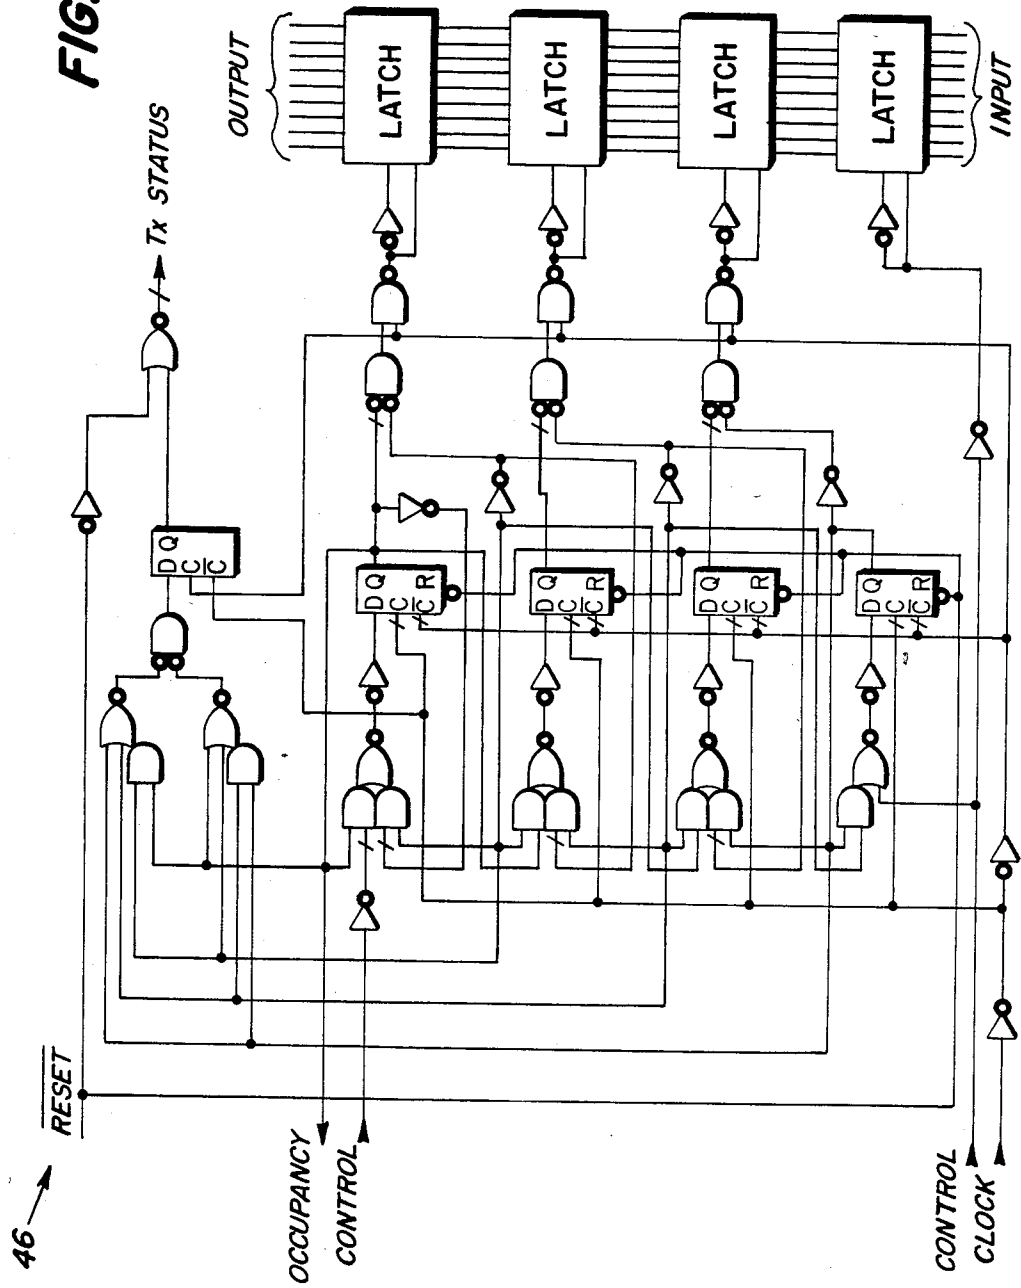 FIG.
46
RESET
Tx STATUS
OUTPUT
LATCH
LATCH
LATCH
LATCH
INPUT
D Q
C
C
D Q
C
C R
D Q
C
C R
D Q
C
C R
D Q
C
C R
OCCUPANCY
CONTROL
CONTROL
CLOCK